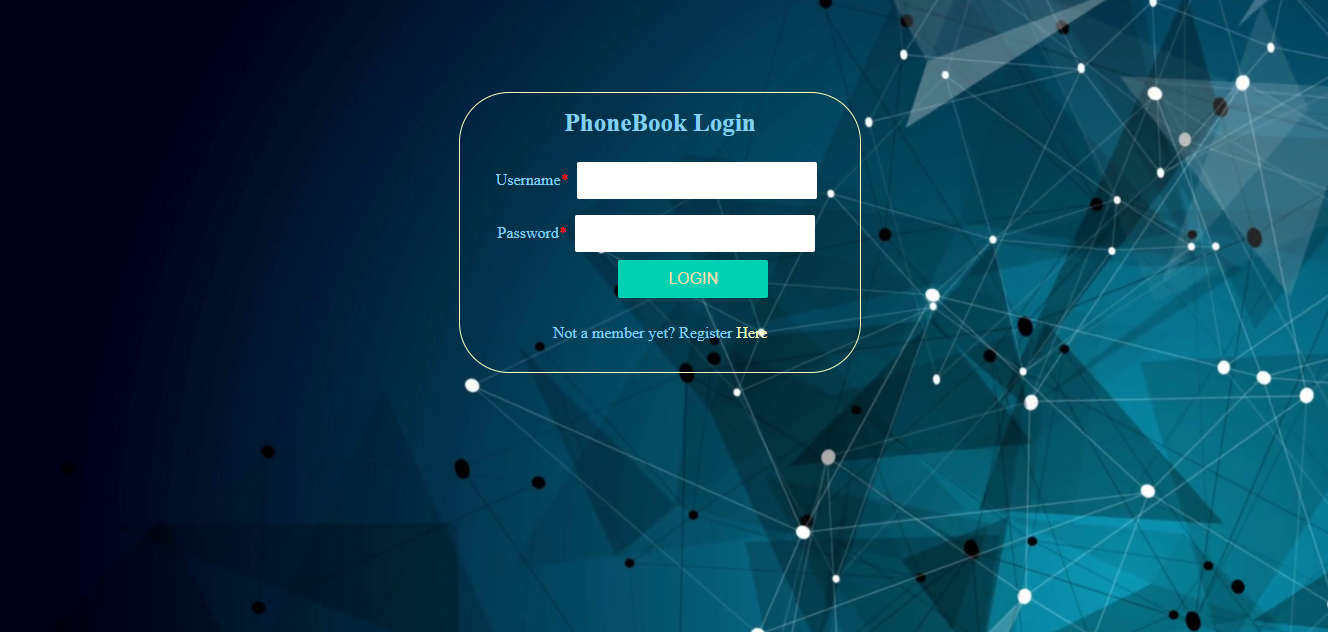 PhoneBook Login
Username*
Password*
LOGIN
Not a member yet? Register Here